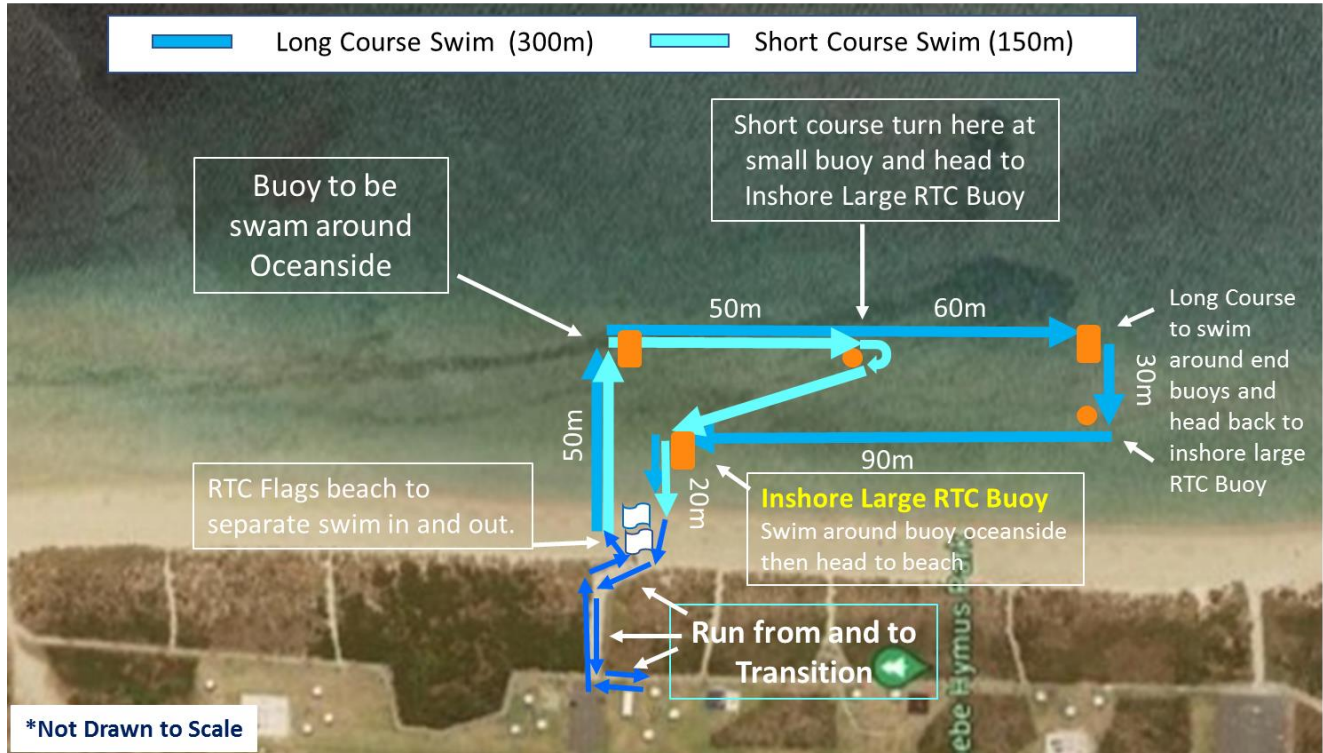 Long Course Swim (300m)
Short Course Swim (150m)
Short course turn here at
small buoy and head to
Inshore Large RTC Buoy
Buoy to be
swam around
Oceanside
50m
60m
Long Course
to swim
around end
buoys and
head back to
inshore large
RTC Buoy
30m
50m
90m
20m
RTC Flags beach to
separate swim in and out.
Inshore Large RTC Buoy
Swim around buoy oceanside
then head to beach
Run from and to
Transition
ebe Hymus Park
*Not Drawn to Scale